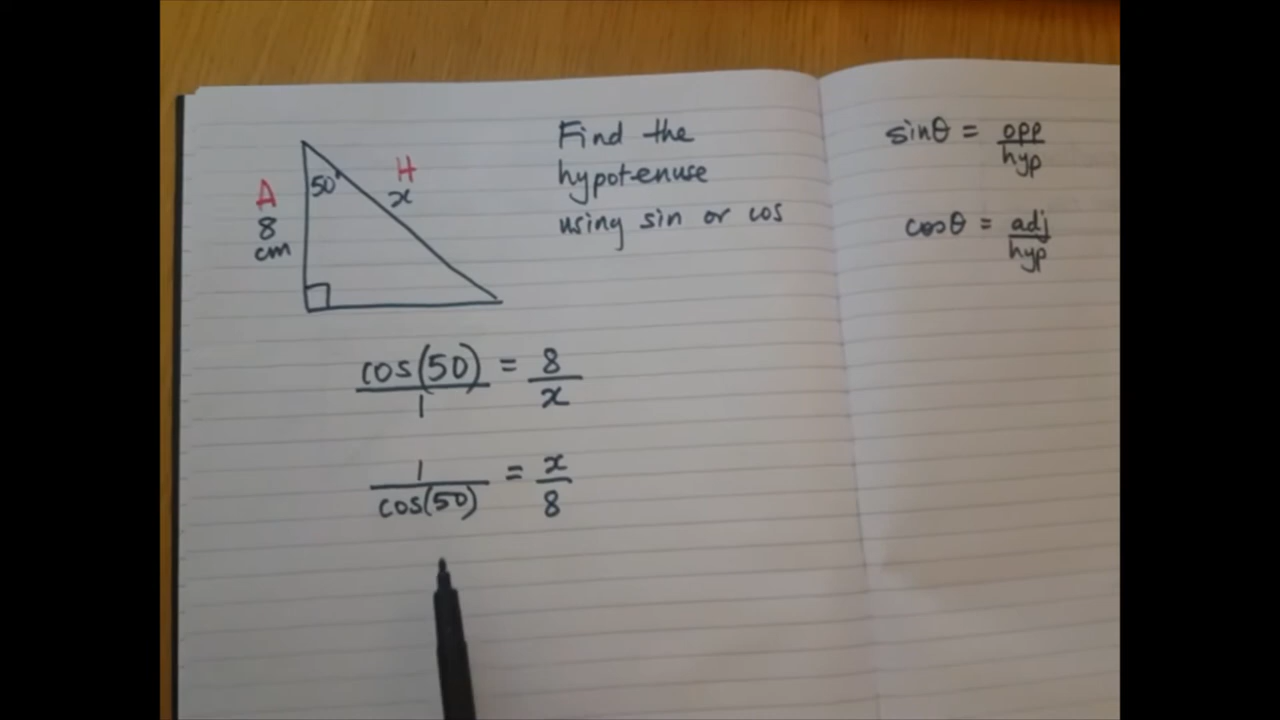 Find the
hypotenuse
using sin or cos
A
8
cm
50°
H
x
cos(50) = 8
1 x
1 = x
cos(50) 8
sinθ = opp
hyp
cosθ = adj
hyp